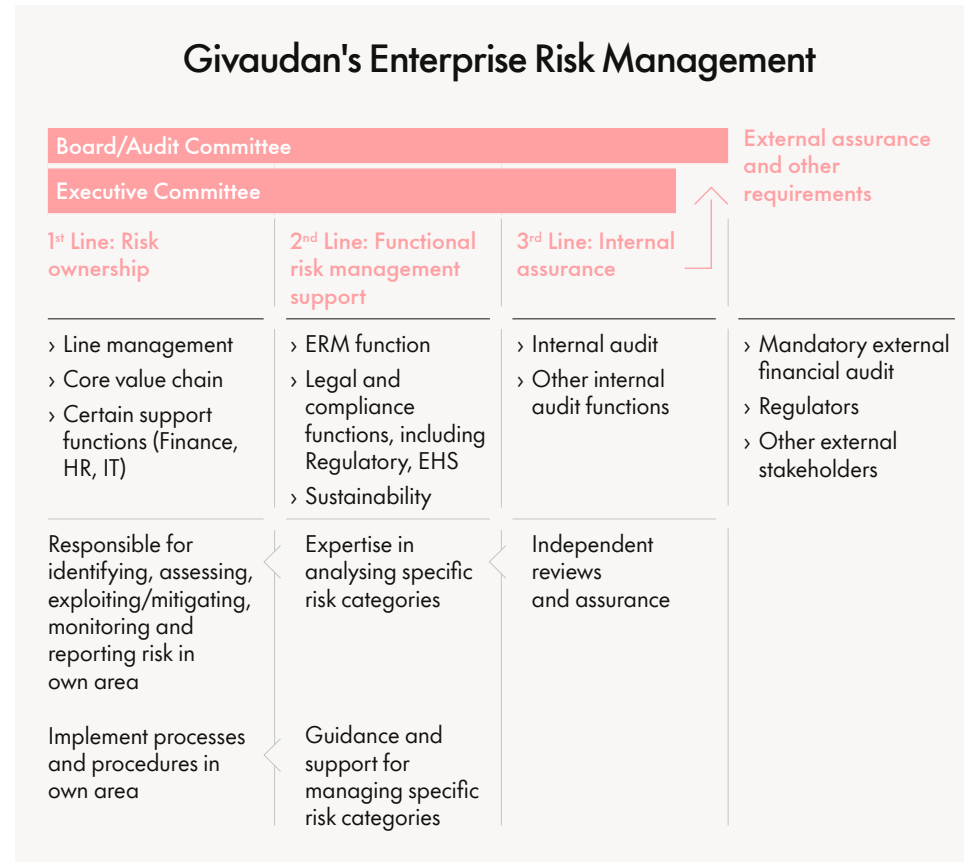 Givaudan's Enterprise Risk Management
Board/Audit Committee
Executive Committee
External assurance
and other
requirements
1st Line: Risk
ownership
2nd Line: Functional
risk management
support
3rd Line: Internal
assurance
› Line management
› Core value chain
› Certain support
functions (Finance,
HR, IT)
› ERM function
› Legal and
compliance
functions, including
Regulatory, EHS
› Sustainability
› Internal audit
› Other internal
audit functions
› Mandatory external
financial audit
› Regulators
› Other external
stakeholders
Responsible for
identifying, assessing,
exploiting/mitigating,
monitoring and
reporting risk in
own area
Expertise in
analysing specific
risk categories
Independent
reviews
and assurance
Implement processes
and procedures in
own area
Guidance and
support for
managing specific
risk categories